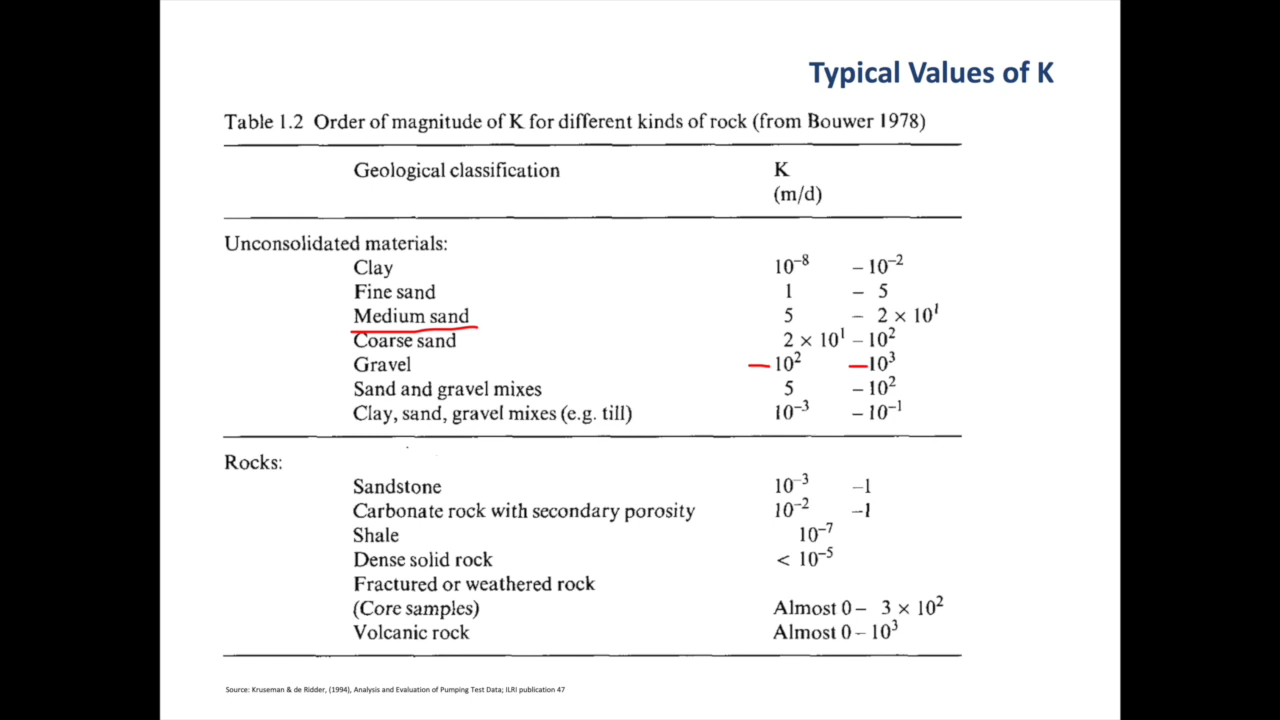 Typical Values of K
Table 1.2 Order of magnitude of K for different kinds of rock (from Bouwer 1978)
Geological classification K
(m/d)
Unconsolidated materials:
Clay 10⁻⁸ – 10⁻²
Fine sand 1 – 5
Medium sand 5 – 2 × 10¹
Coarse sand 2 × 10¹ – 10²
Gravel 10² – 10³
Sand and gravel mixes 5 – 10²
Clay, sand, gravel mixes (e.g. till) 10⁻³ – 10⁻¹
Rocks:
Sandstone 10⁻³ –1
Carbonate rock with secondary porosity 10⁻² –1
Shale 10⁻⁷
Dense solid rock < 10⁻⁵
Fractured or weathered rock
(Core samples) Almost 0 – 3 × 10²
Volcanic rock Almost 0 – 10³
Source: Kruseman & de Ridder, (1994), Analysis and Evaluation of Pumping Test Data; ILRI publication 47